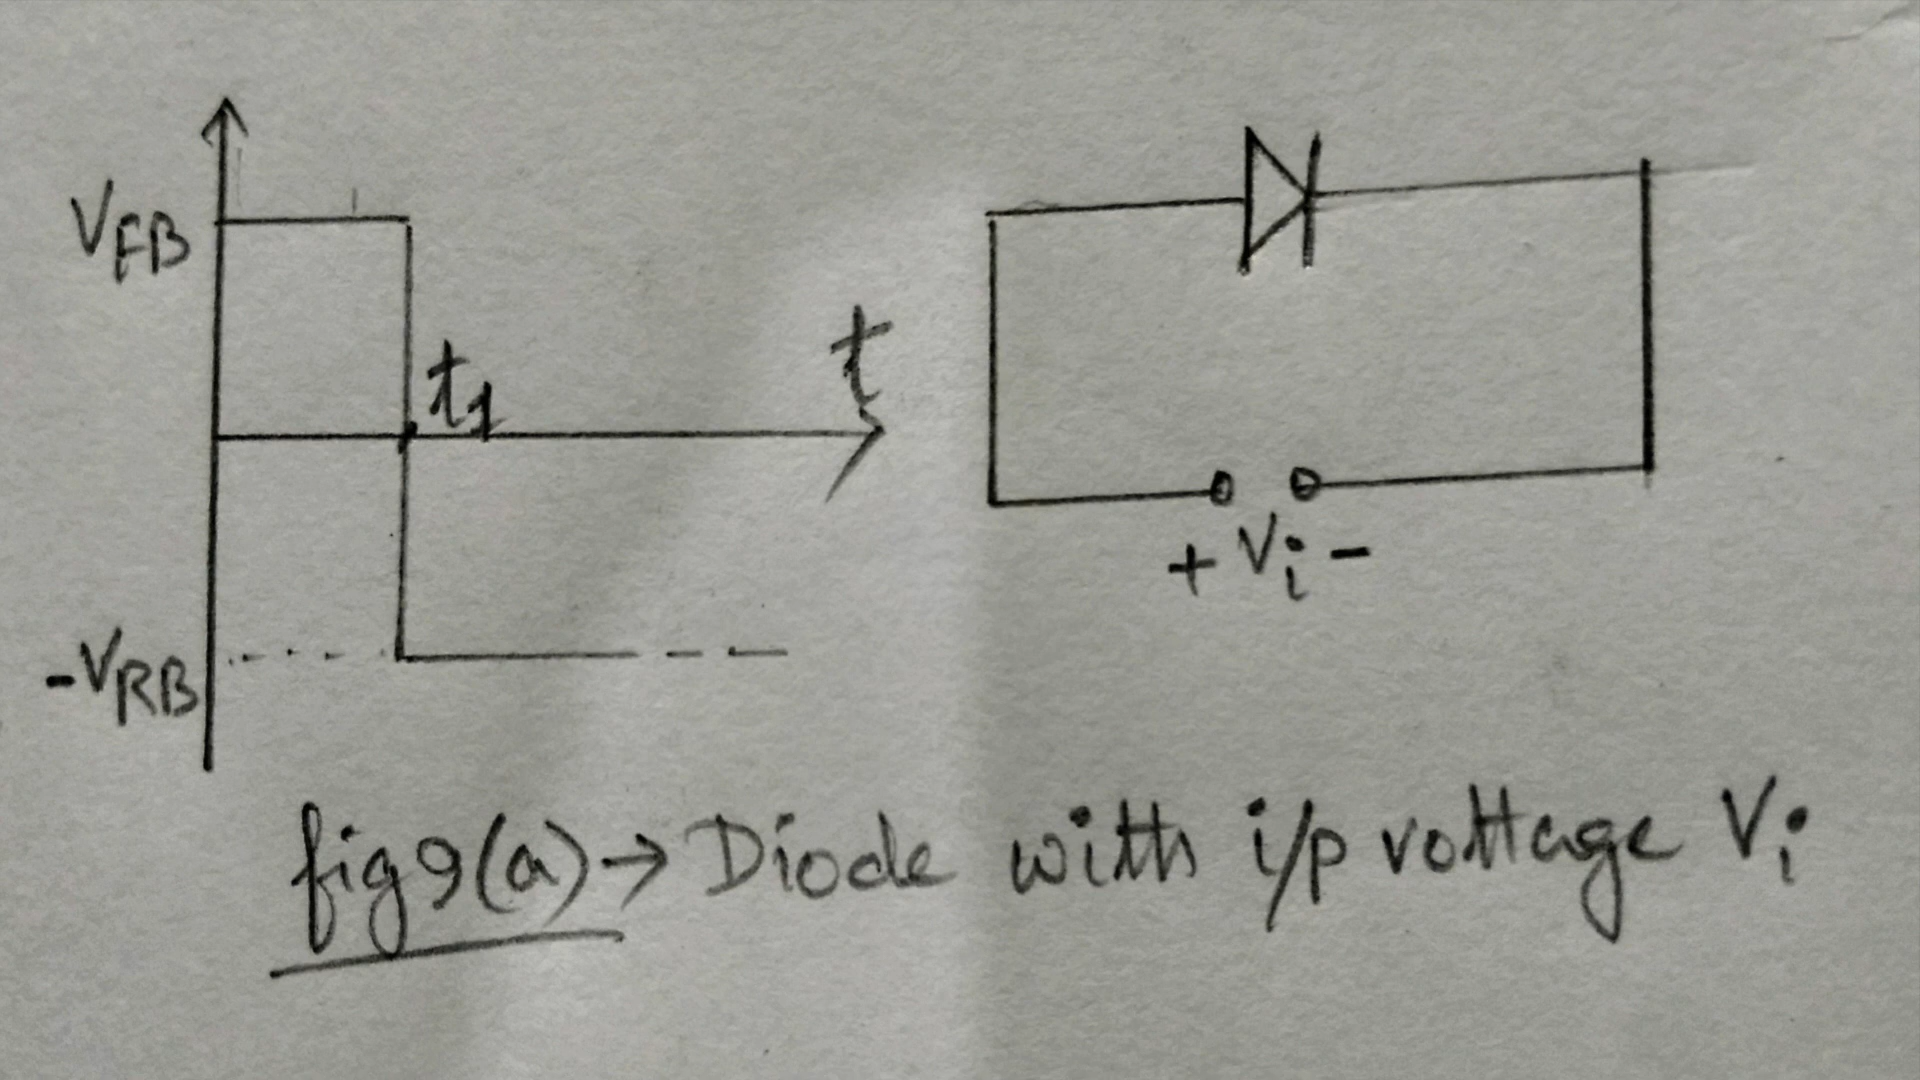 VFB
t1
t
-VRB
+ Vi -
fig 9(a)→ Diode with i/p voltage Vi